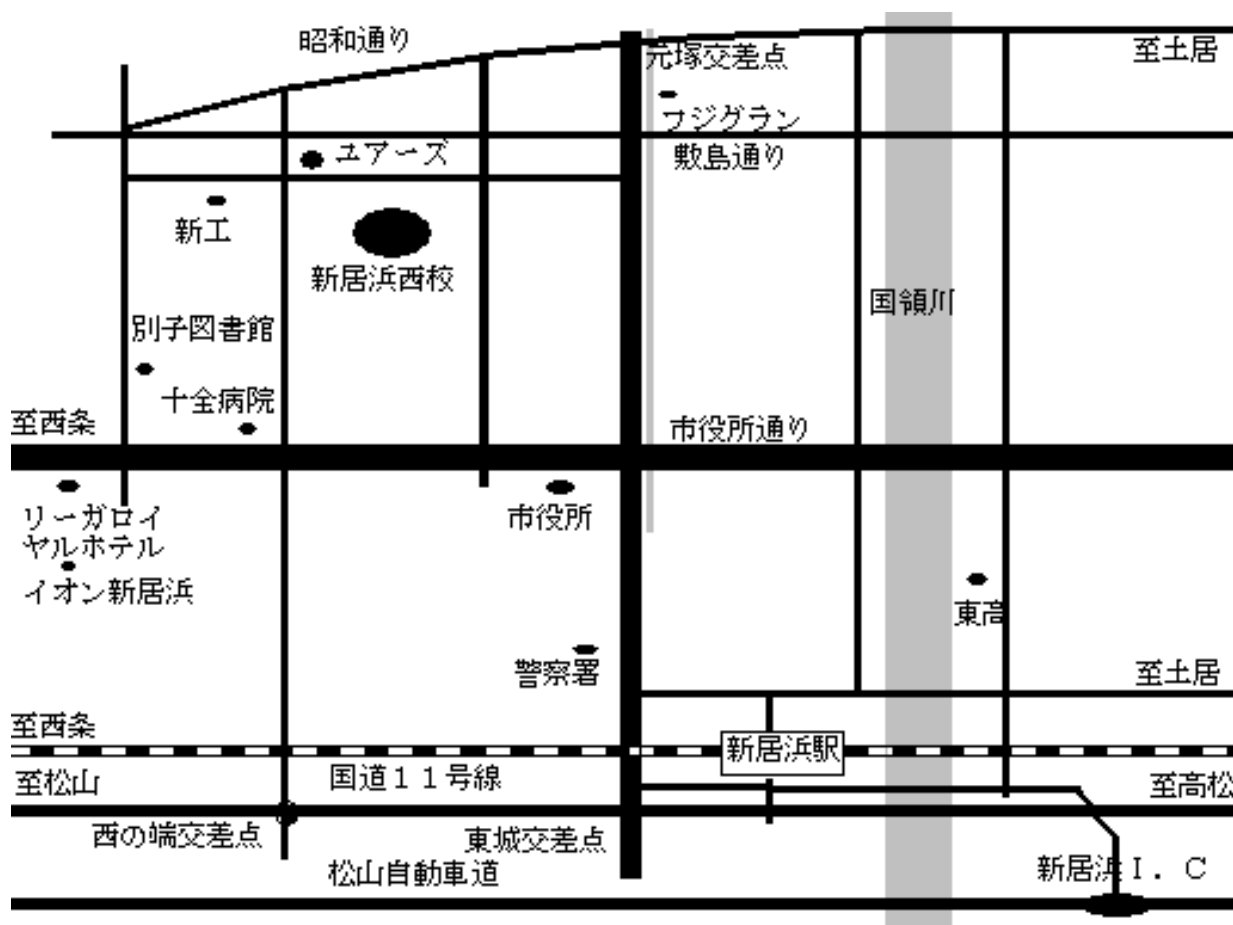 昭和通り
元塚交差点
至土居
フジグラン
ユアーズ
敷島通り
新工
新居浜西校
国領川
別子図書館
十全病院
至西条
市役所通り
リーガロイ
ヤルホテル
市役所
イオン新居浜
東高
警察署
至土居
至西条
新居浜駅
至松山
国道11号線
至高松
西の端交差点
東城交差点
松山自動車道
新居浜I.C